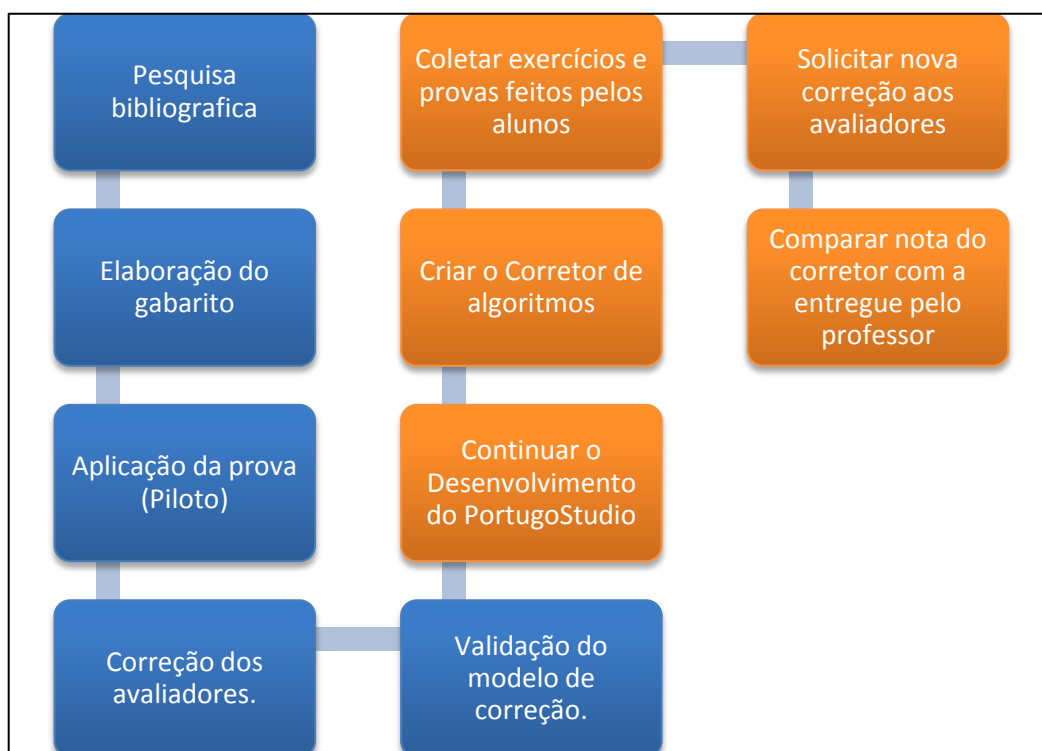 Pesquisa
bibliografica
Elaboração do
gabarito
Aplicação da prova
(Piloto)
Correção dos
avaliadores.
Validação do
modelo de
correção.
Continuar o
Desenvolvimento
do PortugoStudio
Criar o Corretor de
algoritmos
Coletar exercícios e
provas feitos pelos
alunos
Solicitar nova
correção aos
avaliadores
Comparar nota do
corretor com a
entregue pelo
professor